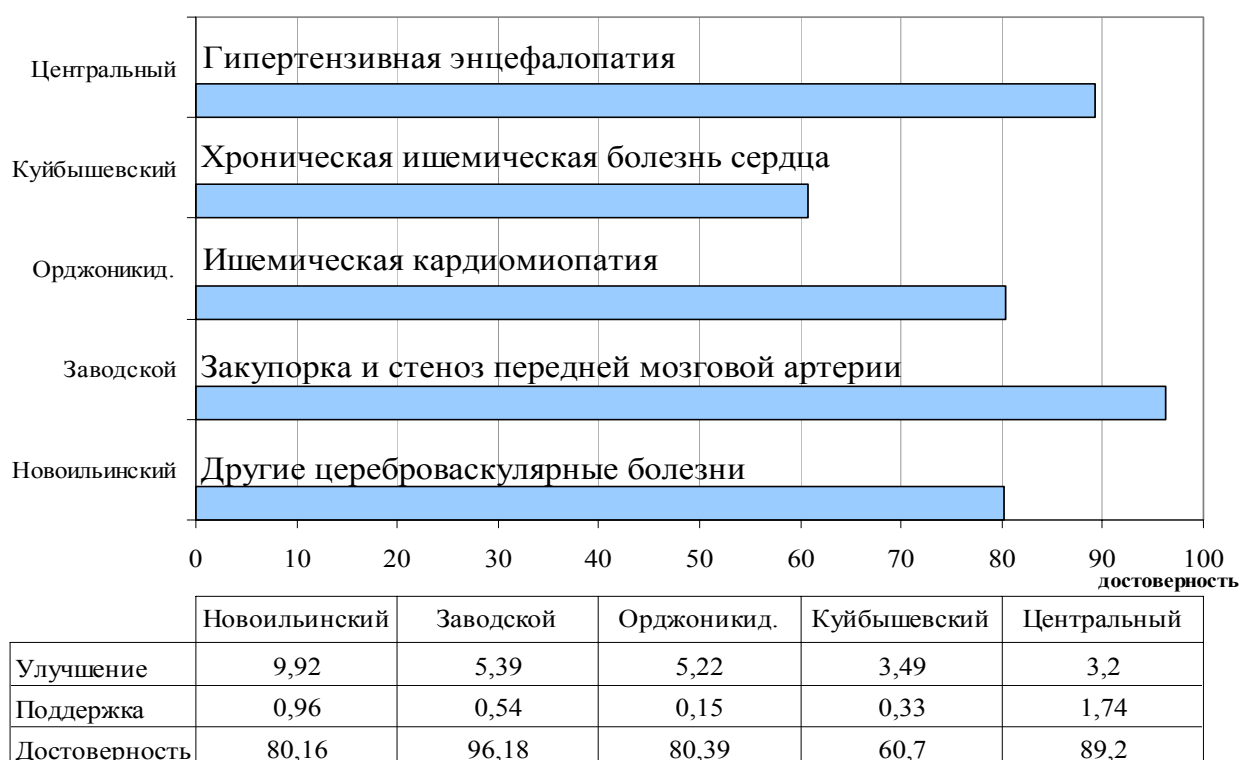 Центральный
Гипертензивная энцефалопатия
Куйбышевский
Хроническая ишемическая болезнь сердца
Орджоникид.
Ишемическая кардиомиопатия
Заводской
Закупорка и стеноз передней мозговой артерии
Новоильинский
Другие цереброваскулярные болезни
0 10 20 30 40 50 60 70 80 90 100
достоверность
Новоильинский Заводской Орджоникид. Куйбышевский Центральный
Улучшение 9,92 5,39 5,22 3,49 3,2
Поддержка 0,96 0,54 0,15 0,33 1,74
Достоверность 80,16 96,18 80,39 60,7 89,2